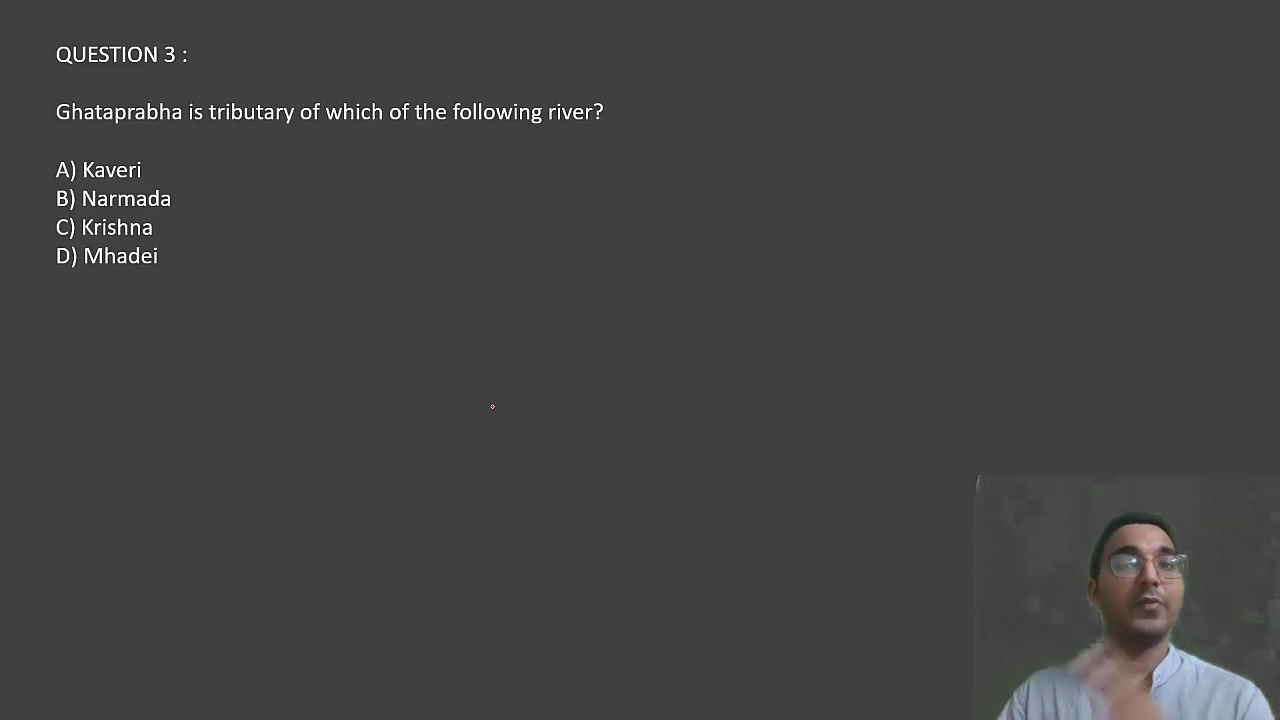 QUESTION 3 :
Ghataprabha is tributary of which of the following river?
A) Kaveri
B) Narmada
C) Krishna
D) Mhadei